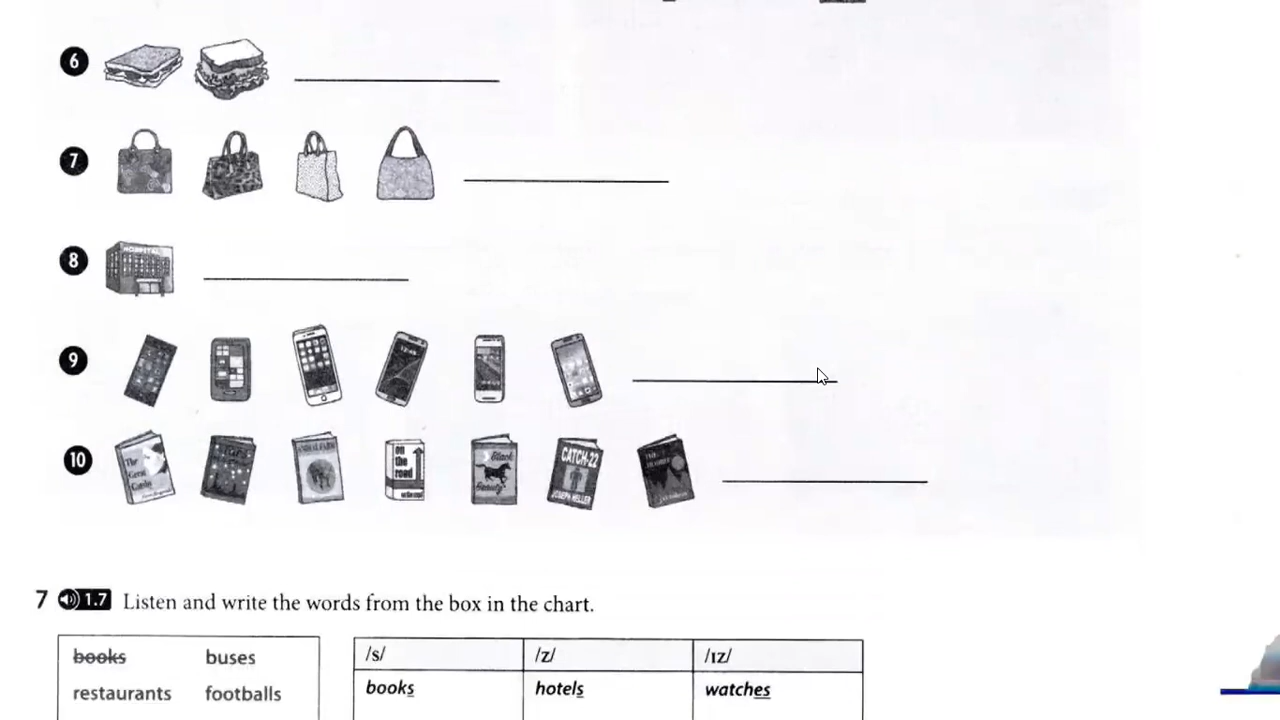 6
7
8
9
10
on
the
road
Black
Beauty
CATCH-22
JOSEPH HELLER
7 1.7 Listen and write the words from the box in the chart.
books buses
restaurants footballs
/s/ /z/ /ɪz/
books hotels watches